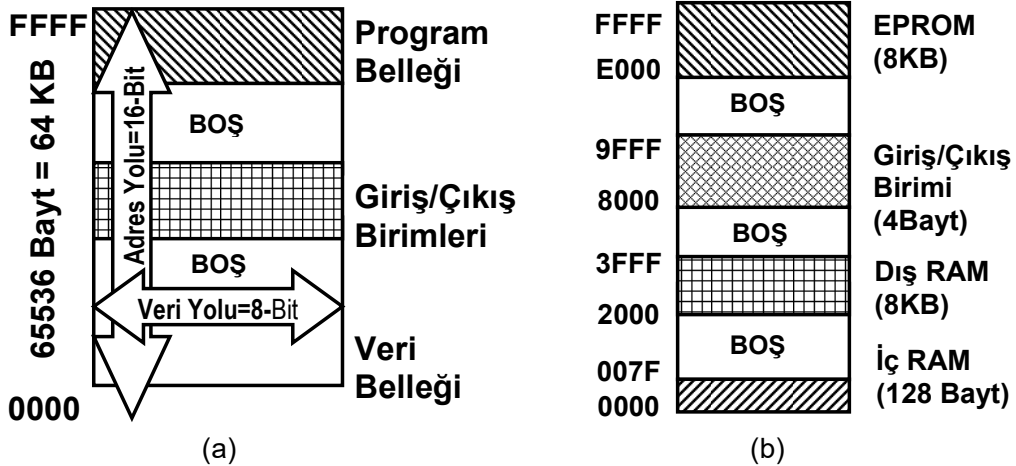 FFFF
Program
Belleği
65536 Bayt = 64 KB
Adres Yolu=16-Bit
BOŞ
Giriş/Çıkış
Birimleri
BOŞ
Veri Yolu=8-Bit
Veri
Belleği
0000
(a)
FFFF
EPROM
(8KB)
E000
BOŞ
9FFF
Giriş/Çıkış
Birimi
(4Bayt)
8000
BOŞ
3FFF
Dış RAM
(8KB)
2000
BOŞ
007F
İç RAM
(128 Bayt)
0000
(b)